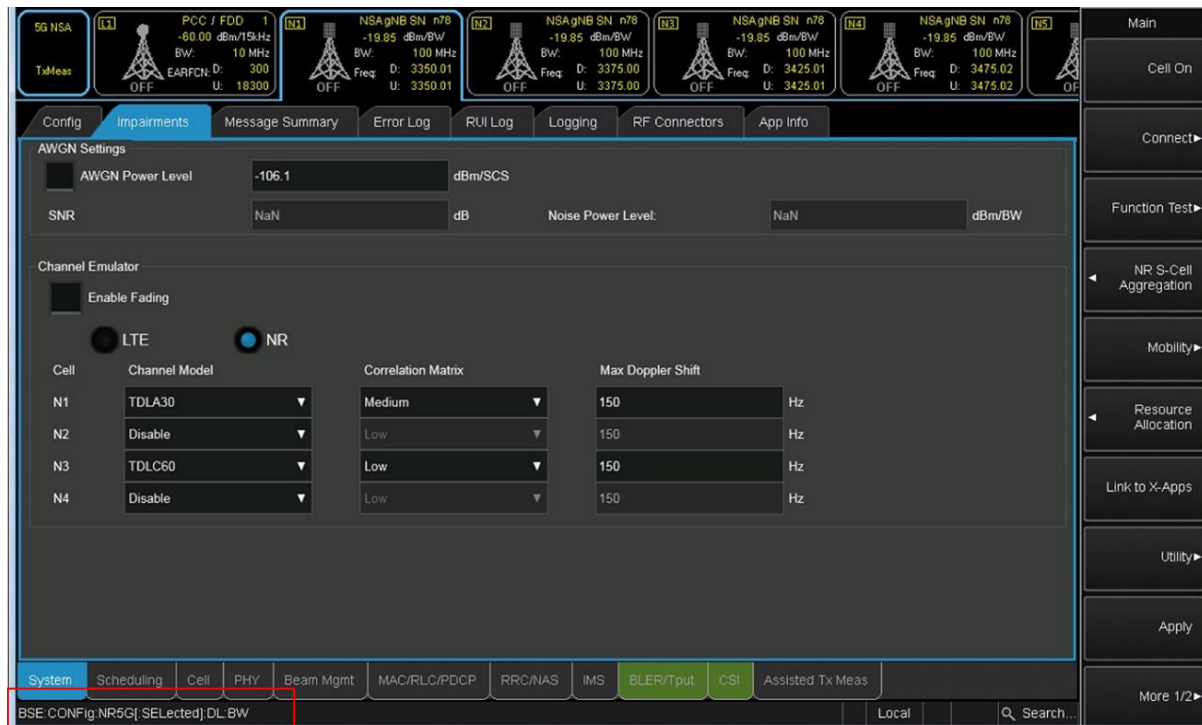 5G NSA
TxMeas
L1
PCC / FDD 1
-60.00 dBm/15kHz
BW: 10 MHz
EARFCN: D: 300
U: 18300
OFF
N1
NSA gNB SN n78
-19.85 dBm/BW
BW: 100 MHz
Freq: D: 3350.01
U: 3350.01
OFF
N2
NSA gNB SN n78
-19.85 dBm/BW
BW: 100 MHz
Freq: D: 3375.00
U: 3375.00
OFF
N3
NSA gNB SN n78
-19.85 dBm/BW
BW: 100 MHz
Freq: D: 3425.01
U: 3425.01
OFF
N4
NSA gNB SN n78
-19.85 dBm/BW
BW: 100 MHz
Freq: D: 3475.02
U: 3475.02
OFF
N5
Config Impairments Message Summary Error Log RUI Log Logging RF Connectors App Info
AWGN Settings
AWGN Power Level -106.1 dBm/SCS
SNR NaN dB Noise Power Level: NaN dBm/BW
Channel Emulator
Enable Fading
LTE NR
Cell Channel Model Correlation Matrix Max Doppler Shift
N1 TDLA30 Medium 150 Hz
N2 Disable Low 150 Hz
N3 TDLC60 Low 150 Hz
N4 Disable Low 150 Hz
System Scheduling Cell PHY Beam Mgmt MAC/RLC/PDCP RRC/NAS IMS BLER/Tput CSI Assisted Tx Meas
BSE:CONFig:NR5G[:SELected]:DL:BW Local Search...
Main
Cell On
Connect
Function Test
NR S-Cell
Aggregation
Mobility
Resource
Allocation
Link to X-Apps
Utility
Apply
More 1/2